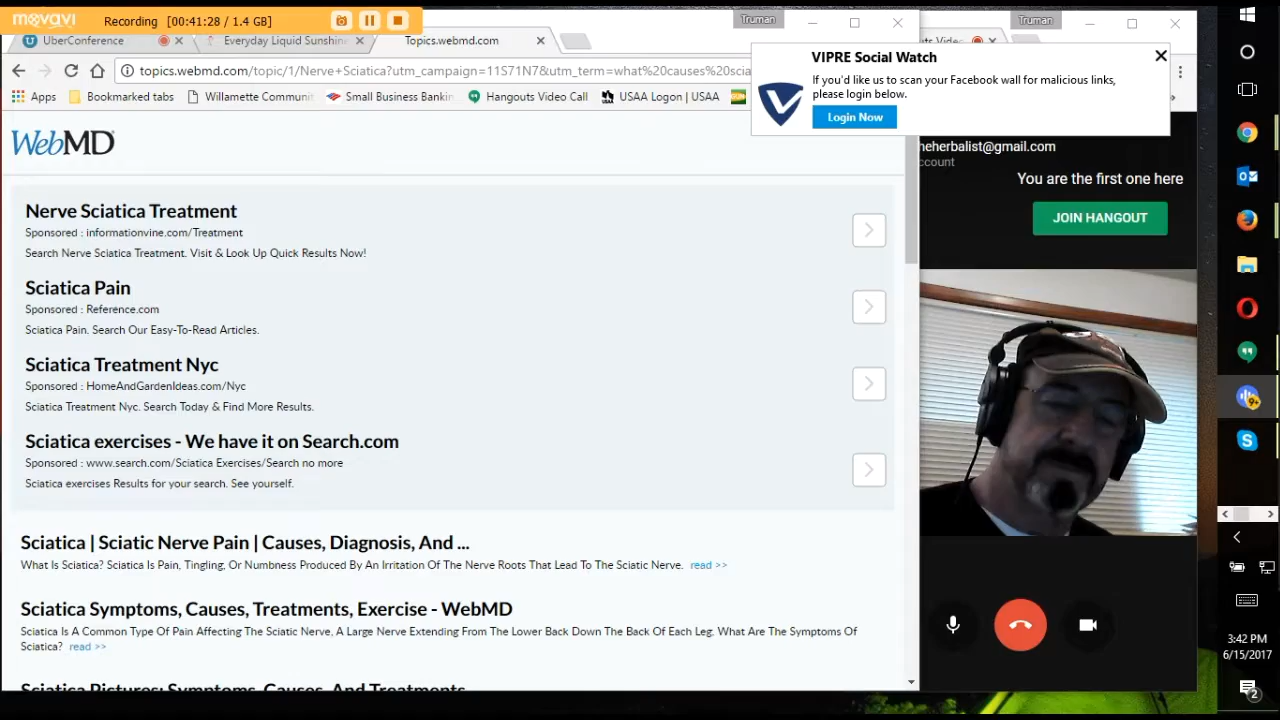 movavi
Recording [00:41:28 / 1.4 GB]
Truman
Truman
UberConference
Everyday Liquid Sunshin
Topics.webmd.com
topics.webmd.com/topic/1/Nerve+Sciatica?utm_campaign=11ST1N7&utm_term=what%20causes%20scia
Apps
Bookmarked tabs
Willamette Communi
Small Business Bankin
Hangouts Video Call
USAA Logon | USAA
VIPRE Social Watch
If you'd like us to scan your Facebook wall for malicious links,
please login below.
Login Now
WebMD
Nerve Sciatica Treatment
Sponsored : informationvine.com/Treatment
Search Nerve Sciatica Treatment. Visit & Look Up Quick Results Now!
Sciatica Pain
Sponsored : Reference.com
Sciatica Pain. Search Our Easy-To-Read Articles.
Sciatica Treatment Nyc
Sponsored : HomeAndGardenIdeas.com/Nyc
Sciatica Treatment Nyc. Search Today & Find More Results.
Sciatica exercises - We have it on Search.com
Sponsored : www.search.com/Sciatica Exercises/Search no more
Sciatica exercises Results for your search. See yourself.
Sciatica | Sciatic Nerve Pain | Causes, Diagnosis, And ...
What Is Sciatica? Sciatica Is Pain, Tingling, Or Numbness Produced By An Irritation Of The Nerve Roots That Lead To The Sciatic Nerve. read >>
Sciatica Symptoms, Causes, Treatments, Exercise - WebMD
Sciatica Is A Common Type Of Pain Affecting The Sciatic Nerve, A Large Nerve Extending From The Lower Back Down The Back Of Each Leg. What Are The Symptoms Of
Sciatica? read >>
Sciatica Pictures: Symptoms, Causes, And Treatments
heherbalist@gmail.com
ccount
You are the first one here
JOIN HANGOUT
9+
3:42 PM
6/15/2017
2